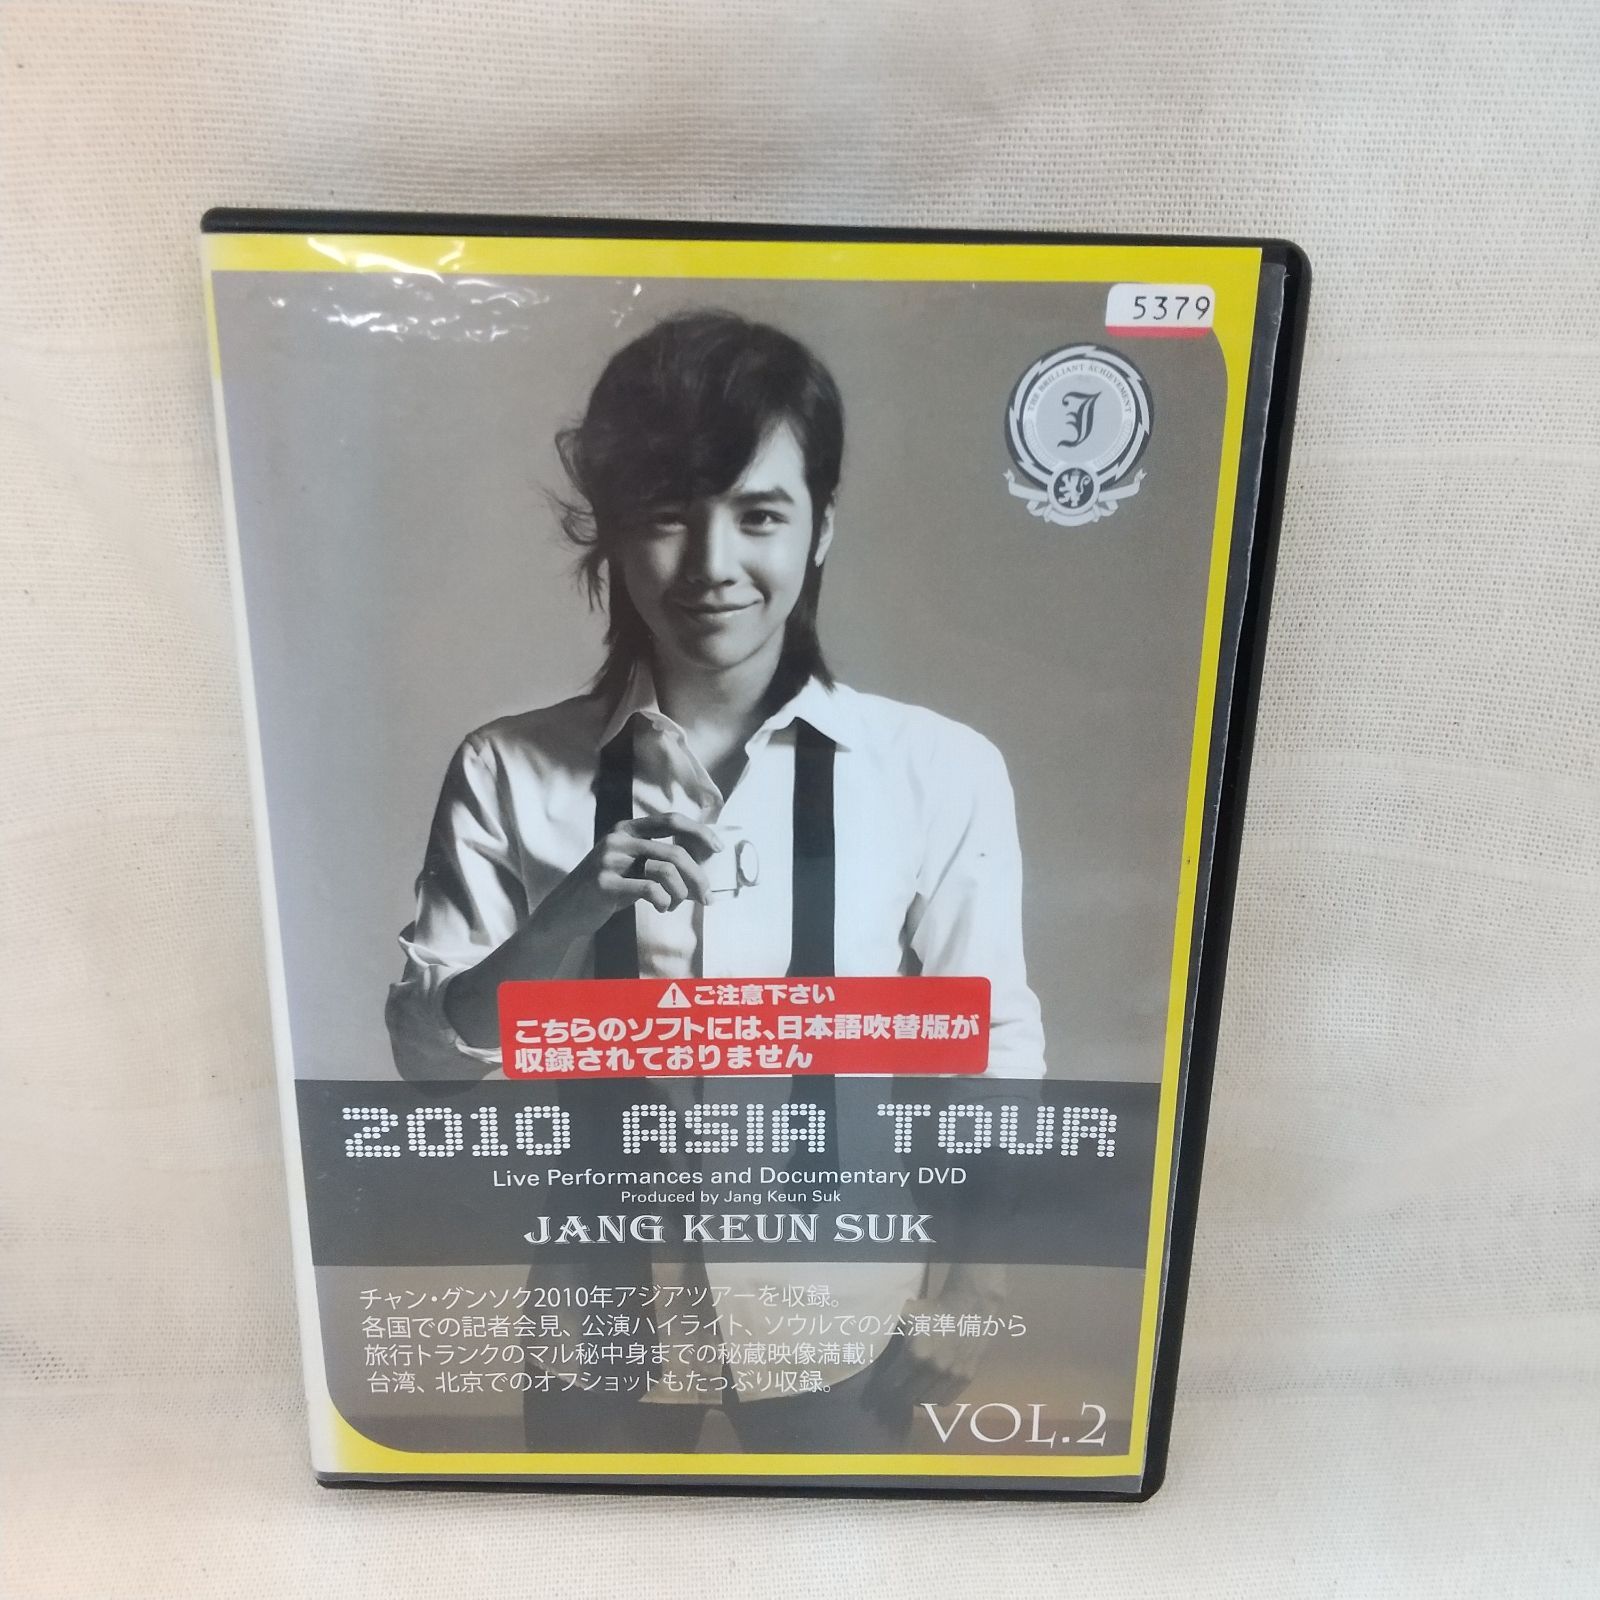 5379
THE BRILLIANT ACHIEVEMENT
J
ご注意下さい
こちらのソフトには、日本語吹替版が
収録されておりません
2010 ASIA TOUR
Live Performances and Documentary DVD
Produced by Jang Keun Suk
JANG KEUN SUK
チャン・グンソク2010年アジアツアーを収録。
各国での記者会見、公演ハイライト、ソウルでの公演準備から
旅行トランクのマル秘中身までの秘蔵映像満載!
台湾、北京でのオフショットもたっぷり収録。
VOL.2